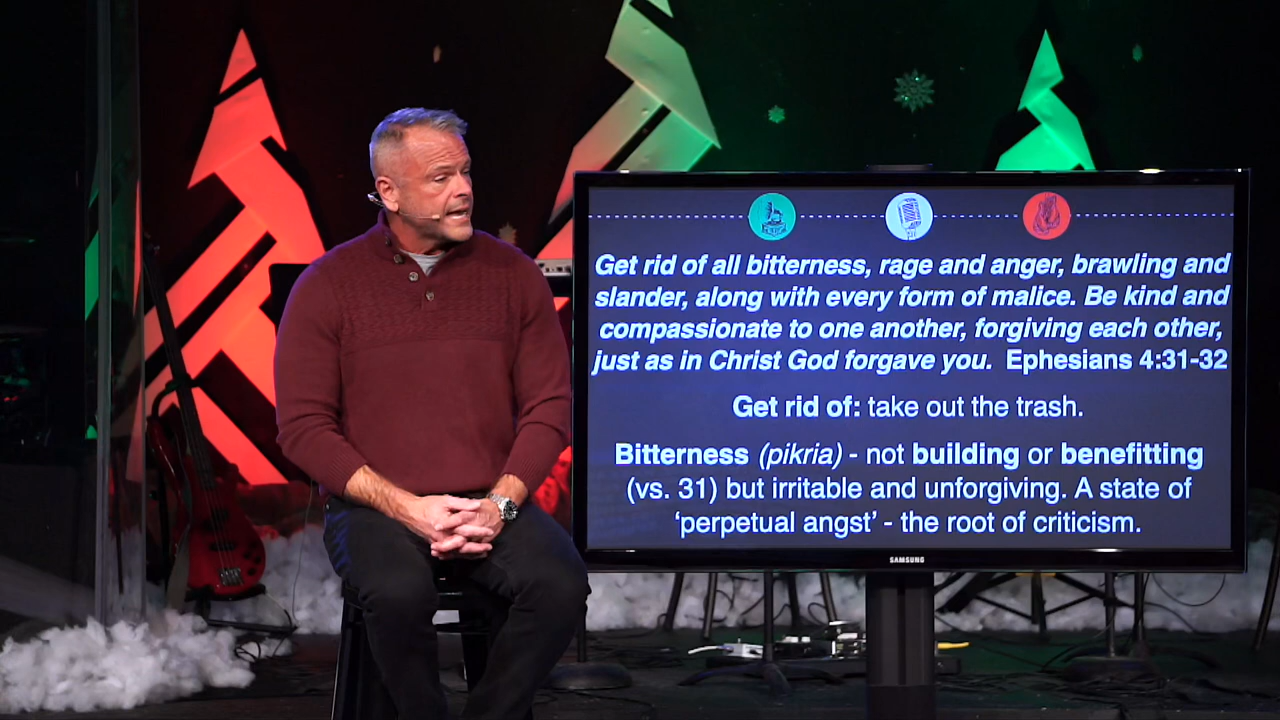 Get rid of all bitterness, rage and anger, brawling and
slander, along with every form of malice. Be kind and
compassionate to one another, forgiving each other,
just as in Christ God forgave you. Ephesians 4:31-32
Get rid of: take out the trash.
Bitterness (pikria) - not building or benefitting
(vs. 31) but irritable and unforgiving. A state of
‘perpetual angst’ - the root of criticism.
SAMSUNG